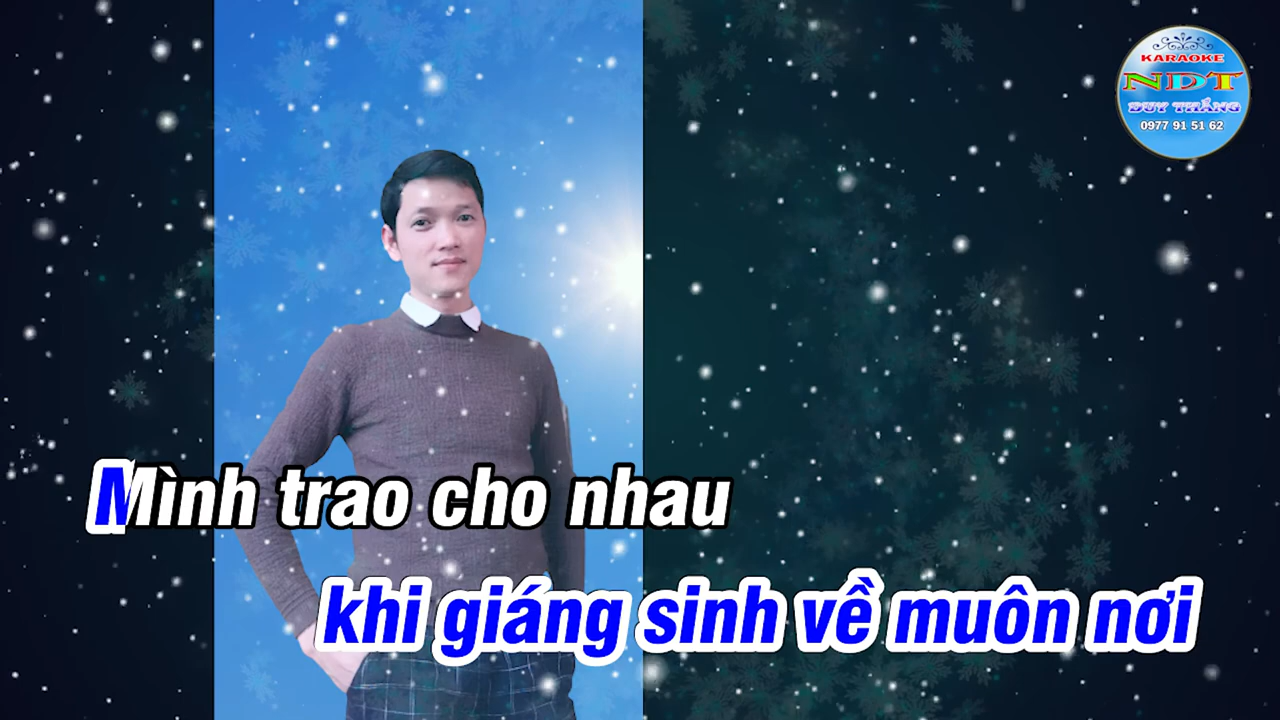 KARAOKE
NDT
DUY THẮNG
0977 91 51 62
Mình trao cho nhau
khi giáng sinh về muôn nơi